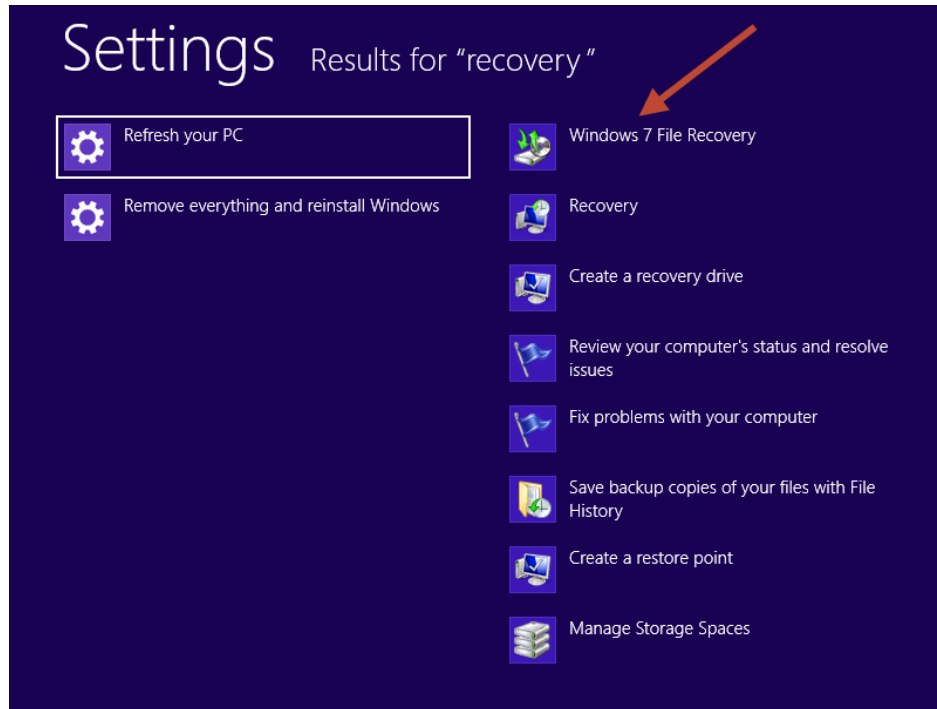 Settings Results for "recovery"
Refresh your PC
Remove everything and reinstall Windows
Windows 7 File Recovery
Recovery
Create a recovery drive
Review your computer's status and resolve
issues
Fix problems with your computer
Save backup copies of your files with File
History
Create a restore point
Manage Storage Spaces